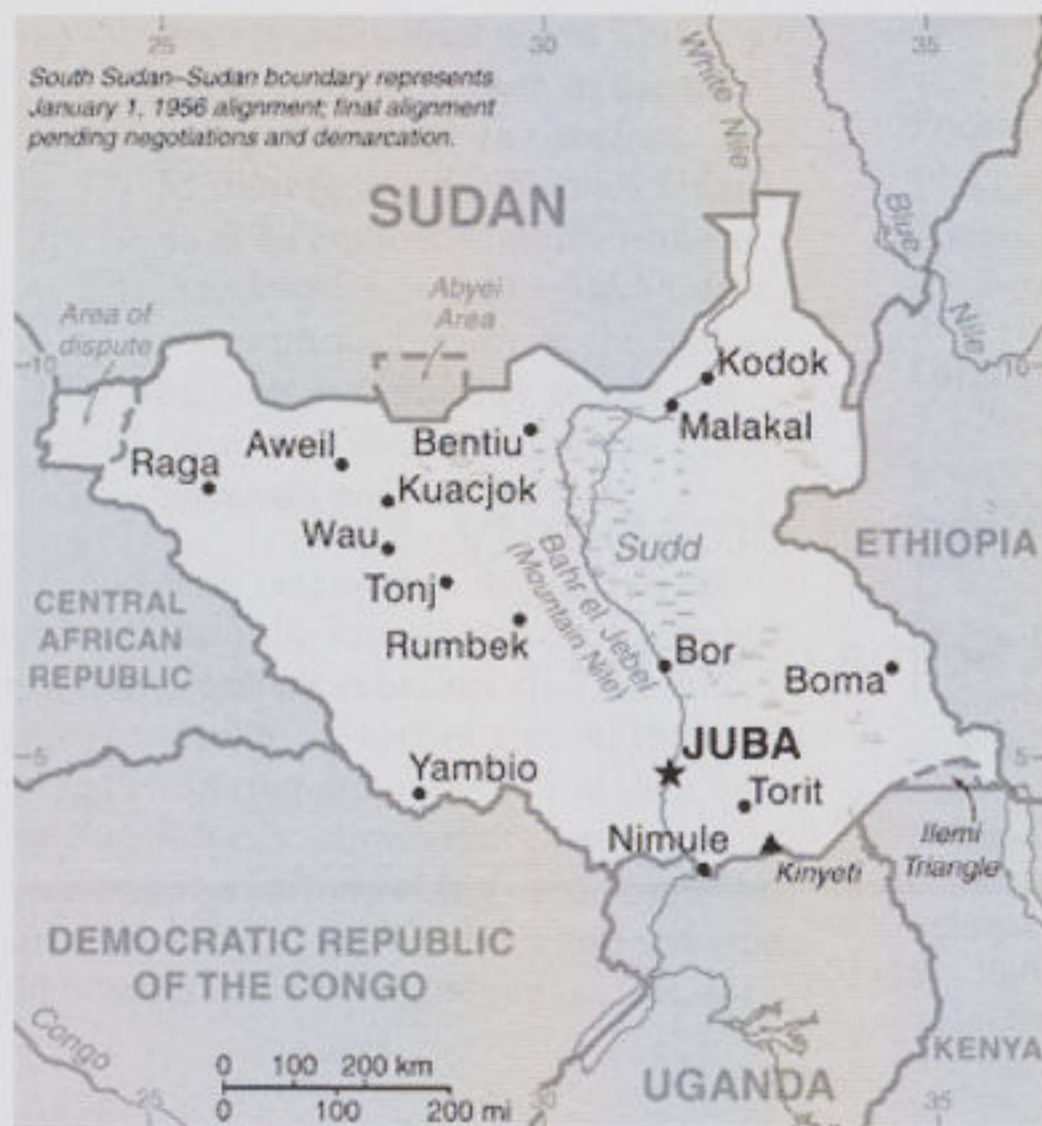 25
30
35
South Sudan–Sudan boundary represents
January 1, 1956 alignment; final alignment
pending negotiations and demarcation.
White Nile
SUDAN
Blue
Nile
Area of
dispute
Abyei
Area
10
10
Kodok
Malakal
Raga
Aweil
Bentiu
Kuacjok
Wau
Sudd
ETHIOPIA
Tonj
Bahr el Jebel
(Mountain Nile)
CENTRAL
AFRICAN
REPUBLIC
Rumbek
Bor
Boma
JUBA
5
5
Yambio
Torit
Nimule
Kinyeti
Ilemi
Triangle
DEMOCRATIC REPUBLIC
OF THE CONGO
Congo
KENYA
UGANDA
0 100 200 km
0 100 200 mi
25
30
35